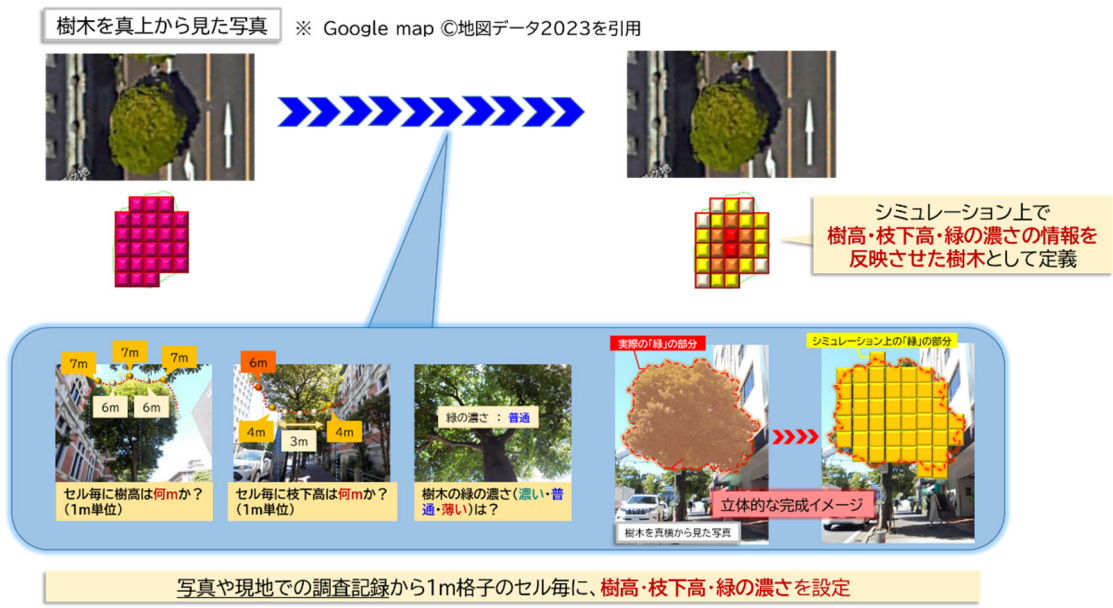 樹木を真上から見た写真
※ Google map ©地図データ2023を引用
シミュレーション上で
樹高・枝下高・緑の濃さの情報を
反映させた樹木として定義
7m
7m
7m
6m
6m
セル毎に樹高は何mか?
(1m単位)
6m
4m
4m
3m
セル毎に枝下高は何mか?
(1m単位)
緑の濃さ : 普通
樹木の緑の濃さ(濃い・普
通・薄い)は?
実際の「緑」の部分
シミュレーション上の「緑」の部分
立体的な完成イメージ
樹木を真横から見た写真
写真や現地での調査記録から1m格子のセル毎に、樹高・枝下高・緑の濃さを設定